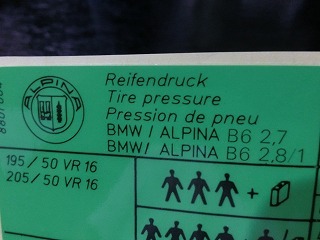 ALPINA
Reifendruck
Tire pressure
Pression de pneu
BMW/ ALPINA B6 2,7
BMW/ ALPINA B6 2,8/1
195/50 VR 16
205/50 VR 16
+